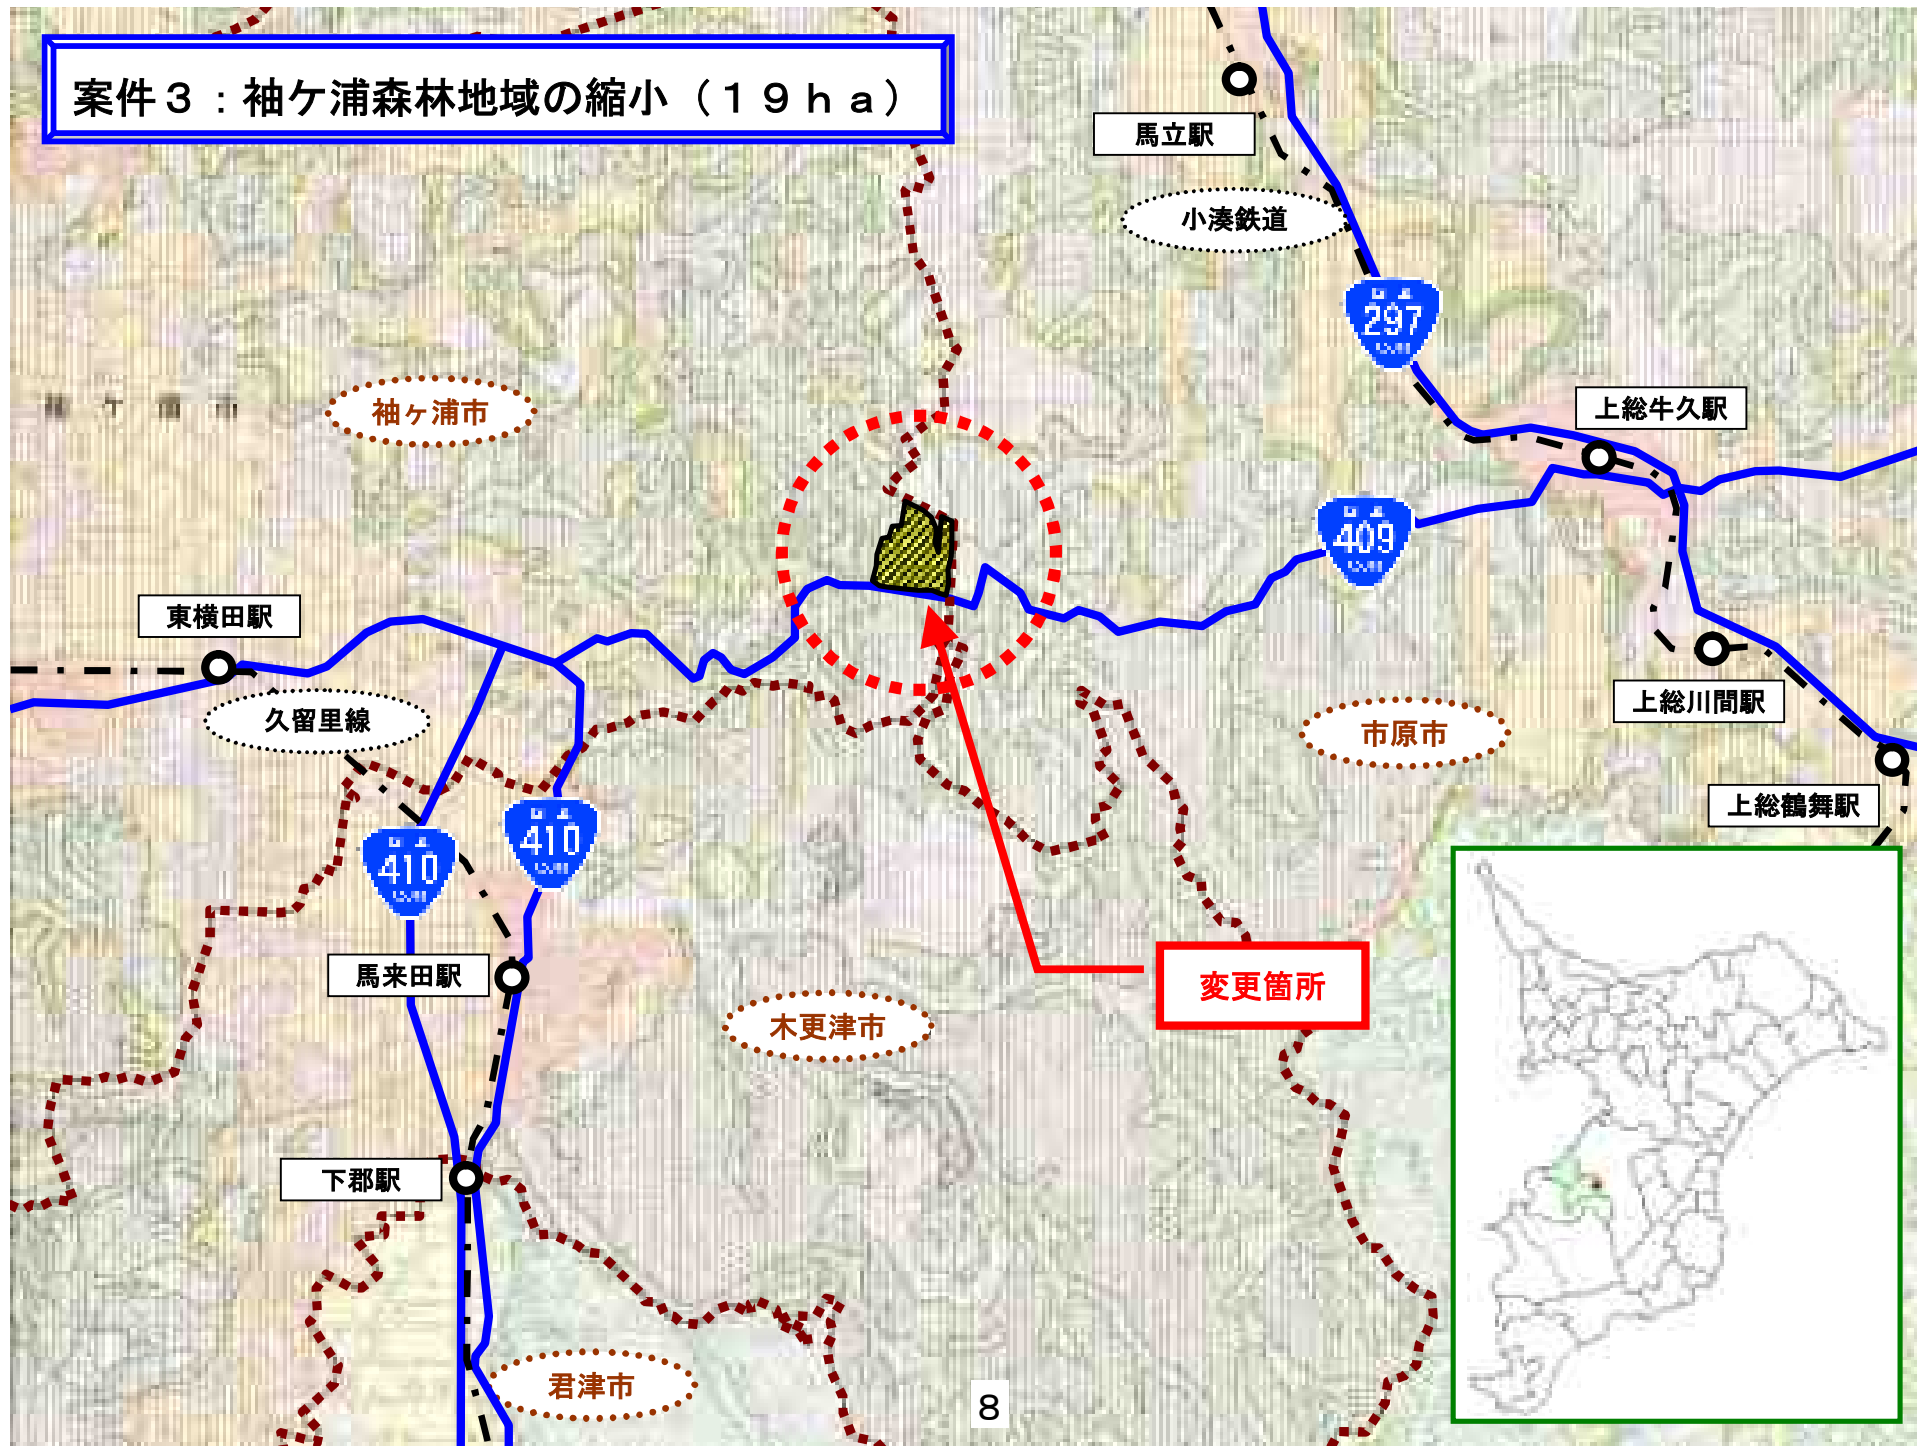 案件３：袖ケ浦森林地域の縮小（１９ｈａ）
馬立駅
小湊鉄道
297
袖ヶ浦市
上総牛久駅
409
東横田駅
久留里線
上総川間駅
市原市
上総鶴舞駅
410
410
馬来田駅
変更箇所
木更津市
下郡駅
君津市
8